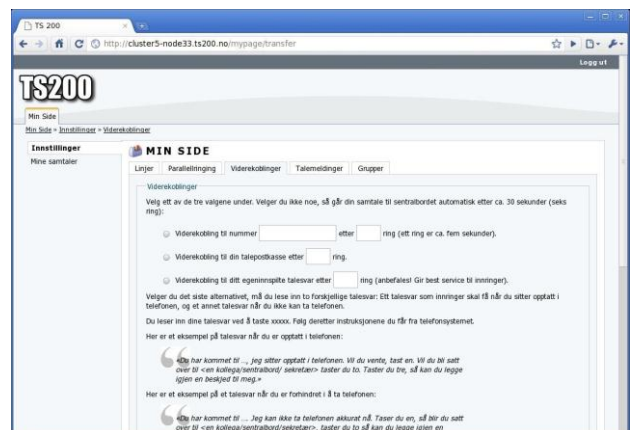 TS 200
http://cluster5-node33.ts200.no/mypage/transfer
Logg ut
TS200
Min Side
Min Side » Innstillinger » Viderekoblinger
Innstillinger
Mine samtaler
MIN SIDE
Linjer Parallellringing Viderekoblinger Talemeldinger Grupper
Viderekoblinger
Velg ett av de tre valgene under. Velger du ikke noe, så går din samtale til sentralbordet automatisk etter ca. 30 sekunder (seks
ring):
Viderekobling til nummer etter ring (ett ring er ca. fem sekunder).
Viderekobling til din talepostkasse etter ring.
Viderekobling til ditt egeninnspilte talesvar etter ring (anbefales! Gir best service til innringer).
Velger du det siste alternativet, må du lese inn to forskjellige talesvar: Ett talesvar som innringer skal få når du sitter opptatt i
telefonen, og et annet talesvar når du ikke kan ta telefonen.
Du leser inn dine talesvar ved å taste xxxxx. Følg deretter instruksjonene du får fra telefonsystemet.
Her er et eksempel på talesvar når du er opptatt i telefonen:
«Du har kommet til ..., jeg sitter opptatt i telefonen. Vil du vente, tast en. Vil du bli satt
over til <en kollega/sentralbord/ sekretær> taster du to. Taster du tre, så kan du legge
igjen en beskjed til meg.»
Her er et eksempel på et talesvar når du er forhindret i å ta telefonen:
«Du har kommet til ... Jeg kan ikke ta telefonen akkurat nå. Taser du en, så blir du satt
over til <en kollega/sentralbord/sekretær>, taster du to så kan du legge igjen en